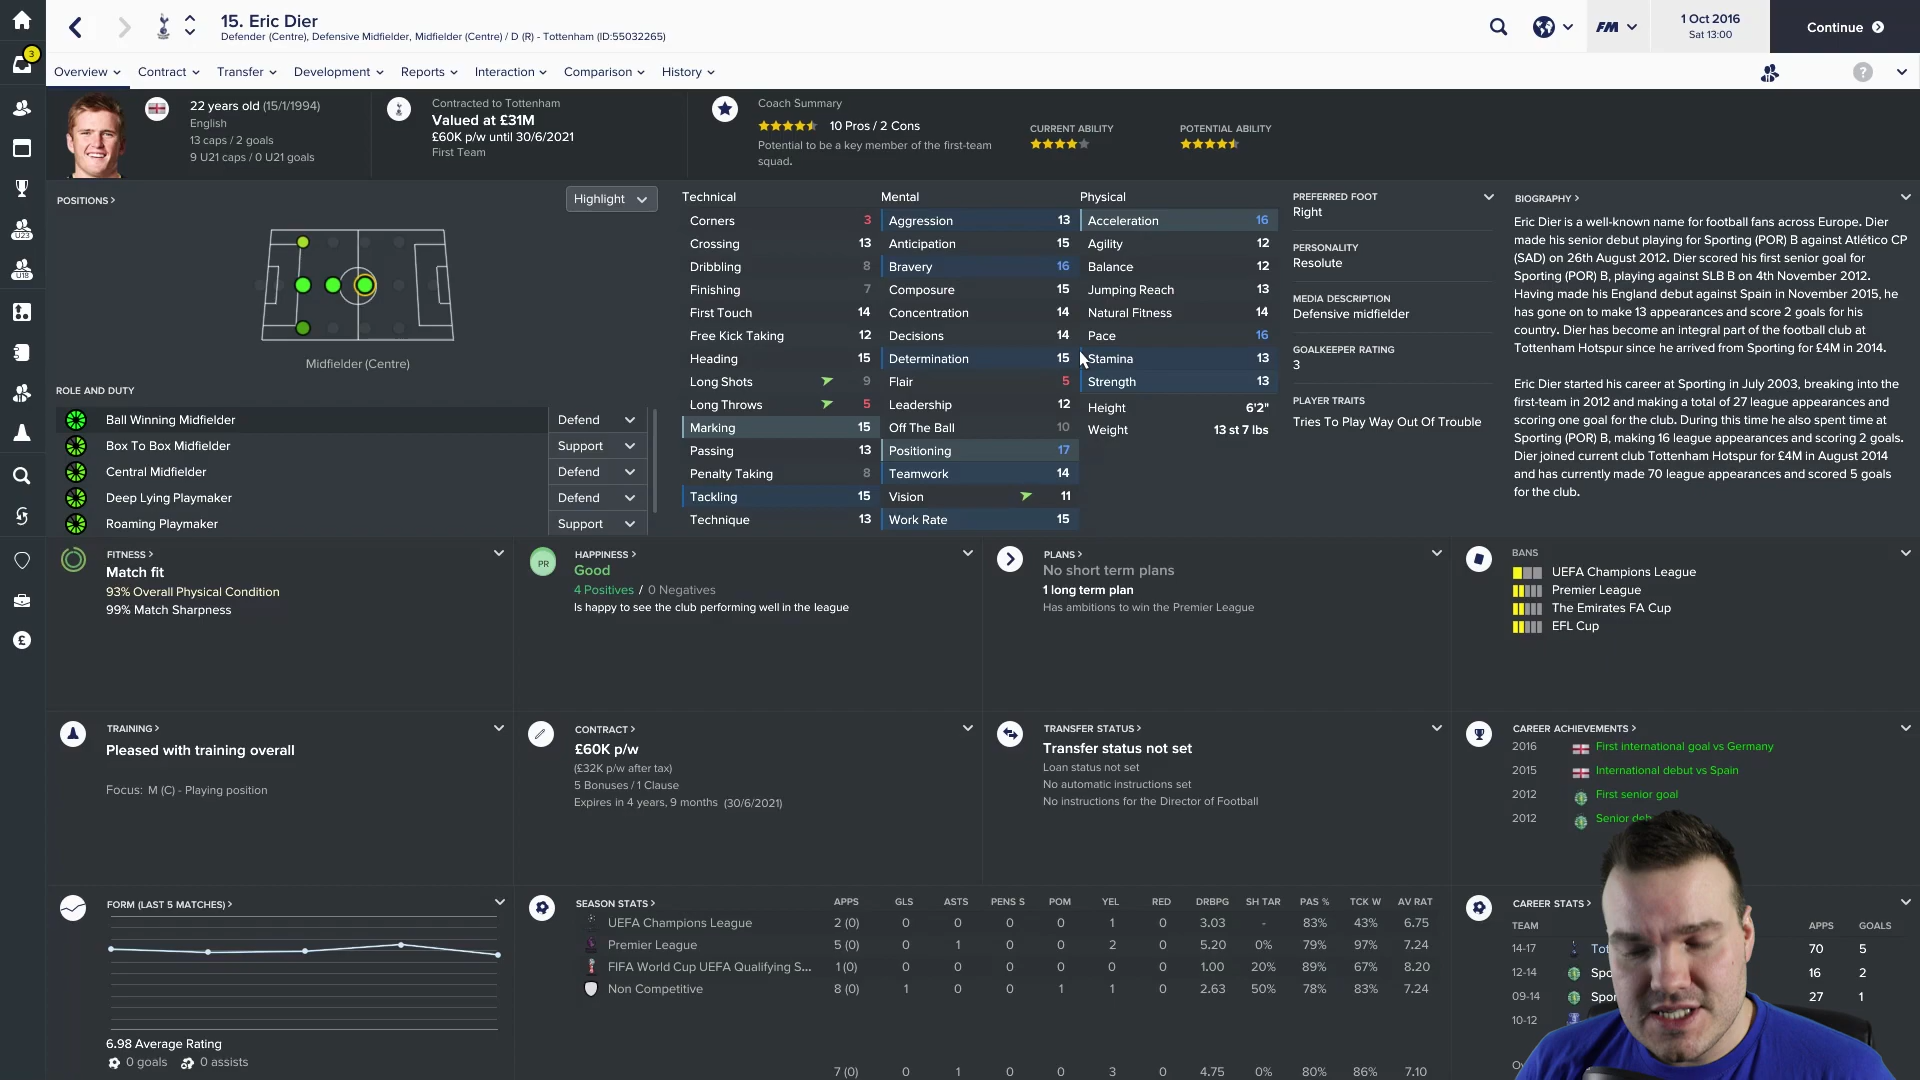 15. Eric Dier
Defender (Centre), Defensive Midfielder, Midfielder (Centre) / D (R) - Tottenham (ID:55032265)
FM
1 Oct 2016
Sat 13:00
Continue
3
Overview
Contract
Transfer
Development
Reports
Interaction
Comparison
History
?
22 years old (15/1/1994)
English
13 caps / 2 goals
9 U21 caps / 0 U21 goals
Contracted to Tottenham
Valued at £31M
£60K p/w until 30/6/2021
First Team
Coach Summary
10 Pros / 2 Cons
Potential to be a key member of the first-team
squad.
CURRENT ABILITY
POTENTIAL ABILITY
U23
U18
POSITIONS >
Highlight
Midfielder (Centre)
ROLE AND DUTY
Ball Winning Midfielder Defend
Box To Box Midfielder Support
Central Midfielder Defend
Deep Lying Playmaker Defend
Roaming Playmaker Support
Technical
Corners 3
Crossing 13
Dribbling 8
Finishing 7
First Touch 14
Free Kick Taking 12
Heading 15
Long Shots 9
Long Throws 5
Marking 15
Passing 13
Penalty Taking 8
Tackling 15
Technique 13
Mental
Aggression 13
Anticipation 15
Bravery 16
Composure 15
Concentration 14
Decisions 14
Determination 15
Flair 5
Leadership 12
Off The Ball 10
Positioning 17
Teamwork 14
Vision 11
Work Rate 15
Physical
Acceleration 16
Agility 12
Balance 12
Jumping Reach 13
Natural Fitness 14
Pace 16
Stamina 13
Strength 13
Height 6'2"
Weight 13 st 7 lbs
PREFERRED FOOT
Right
PERSONALITY
Resolute
MEDIA DESCRIPTION
Defensive midfielder
GOALKEEPER RATING
3
PLAYER TRAITS
Tries To Play Way Out Of Trouble
BIOGRAPHY >
Eric Dier is a well-known name for football fans across Europe. Dier
made his senior debut playing for Sporting (POR) B against Atlético CP
(SAD) on 26th August 2012. Dier scored his first senior goal for
Sporting (POR) B, playing against SLB B on 4th November 2012.
Having made his England debut against Spain in November 2015, he
has gone on to make 13 appearances and score 2 goals for his
country. Dier has become an integral part of the football club at
Tottenham Hotspur since he arrived from Sporting for £4M in 2014.
Eric Dier started his career at Sporting in July 2003, breaking into the
first-team in 2012 and making a total of 27 league appearances and
scoring one goal for the club. During this time he also spent time at
Sporting (POR) B, making 16 league appearances and scoring 2 goals.
Dier joined current club Tottenham Hotspur for £4M in August 2014
and has currently made 70 league appearances and scored 5 goals
for the club.
FITNESS >
Match fit
93% Overall Physical Condition
99% Match Sharpness
PR
HAPPINESS >
Good
4 Positives / 0 Negatives
Is happy to see the club performing well in the league
PLANS >
No short term plans
1 long term plan
Has ambitions to win the Premier League
BANS
UEFA Champions League
Premier League
The Emirates FA Cup
EFL Cup
TRAINING >
Pleased with training overall
Focus: M (C) - Playing position
CONTRACT >
£60K p/w
(£32K p/w after tax)
5 Bonuses / 1 Clause
Expires in 4 years, 9 months (30/6/2021)
TRANSFER STATUS >
Transfer status not set
Loan status not set
No automatic instructions set
No instructions for the Director of Football
CAREER ACHIEVEMENTS >
2016 First international goal vs Germany
2015 International debut vs Spain
2012 First senior goal
2012 Senior deb
FORM (LAST 5 MATCHES) >
6.98 Average Rating
0 goals 0 assists
SEASON STATS > APPS GLS ASTS PENS S POM YEL RED DRBPG SH TAR PAS % TCK W AV RAT
UEFA Champions League 2 (0) 0 0 0 0 1 0 3.03 - 83% 43% 6.75
Premier League 5 (0) 0 1 0 0 2 0 5.20 0% 79% 97% 7.24
FIFA World Cup UEFA Qualifying S... 1 (0) 0 0 0 0 0 0 1.00 20% 89% 67% 8.20
Non Competitive 8 (0) 1 0 0 1 1 0 2.63 50% 78% 83% 7.24
7 (0) 0 1 0 0 3 0 4.75 0% 80% 86% 7.10
CAREER STATS >
TEAM APPS GOALS
14-17 Tot 70 5
12-14 Spo 16 2
09-14 Spor 27 1
10-12 0